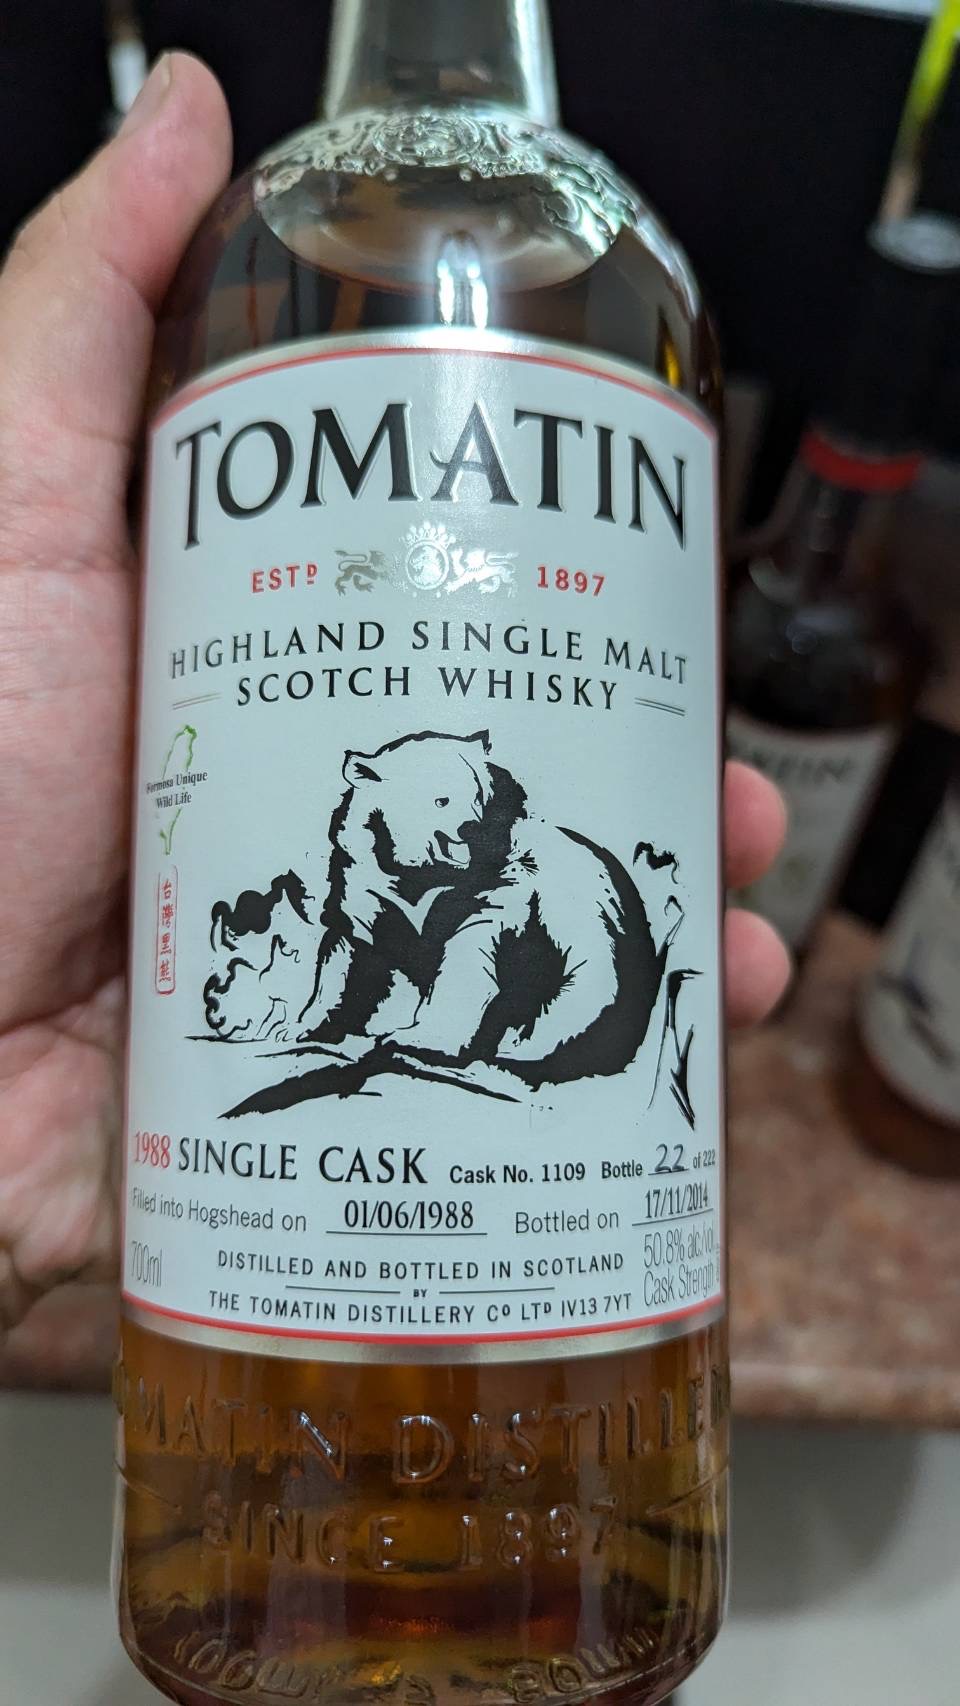 TOMATIN
ESTD 1897
HIGHLAND SINGLE MALT
SCOTCH WHISKY
Formosa Unique
Wild Life
台灣黑熊
1988 SINGLE CASK Cask No. 1109 Bottle 22 of 222
Filled into Hogshead on 01/06/1988 Bottled on 17/11/2014
700ml
50.8% alc/vol
Cask Strength
DISTILLED AND BOTTLED IN SCOTLAND
BY
THE TOMATIN DISTILLERY Cº LTD IV13 7YT
TOMATIN DISTILLERY
SINCE 1897